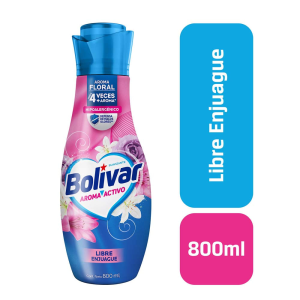 AROMA
FLORAL
4 VECES
+ AROMA
HIPOALERGÉNICO
Bolívar
AROMA Y ACTIVO
LIBRE
ENJUAGUE
800 ml
Libre Enjuague
800ml